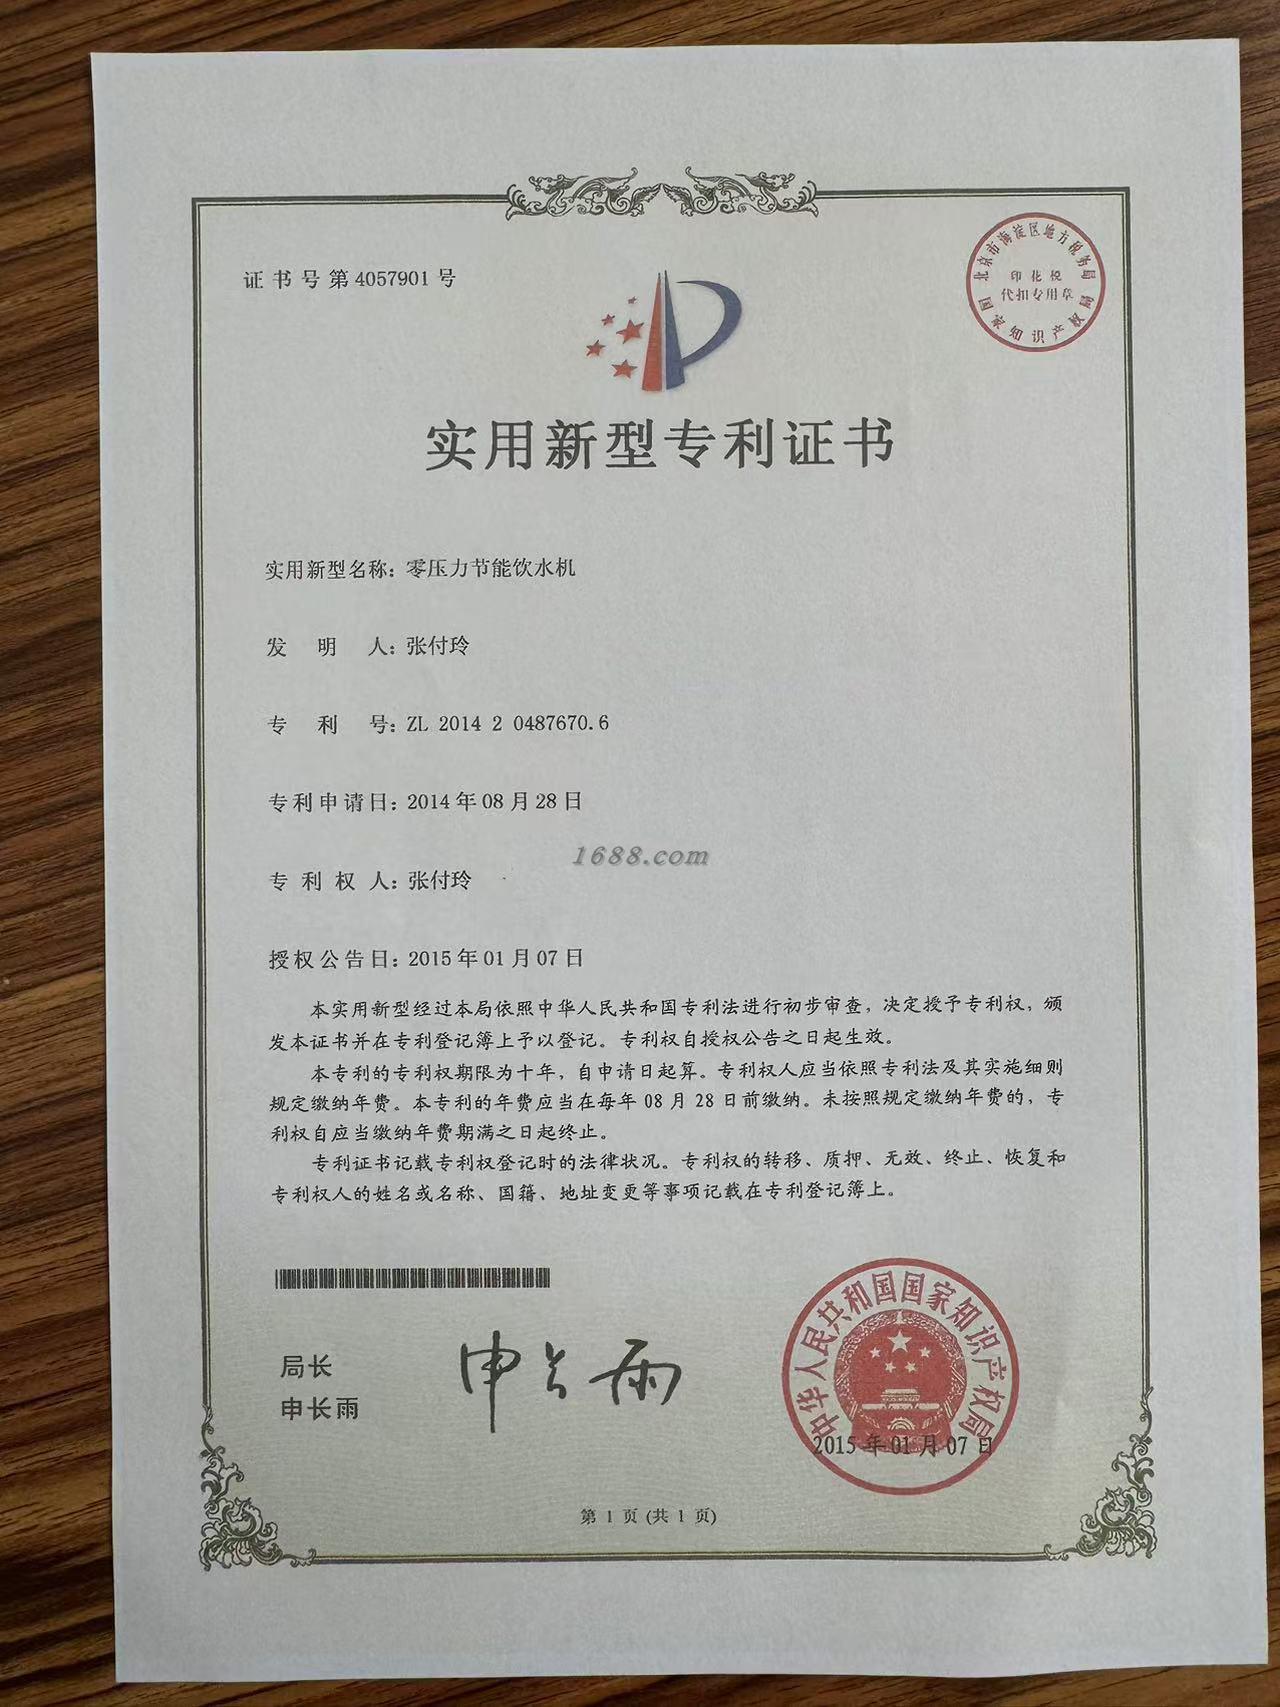 证书号第4057901号
北京市海淀区地方税务局
印花税
代扣专用章
国家知识产权局
实用新型专利证书
实用新型名称：零压力节能饮水机
发明人：张付玲
专利号：ZL 2014 2 0487670.6
专利申请日：2014年08月28日
1688.com
专利权人：张付玲
授权公告日：2015年01月07日
本实用新型经过本局依照中华人民共和国专利法进行初步审查，决定授予专利权，颁
发本证书并在专利登记簿上予以登记。专利权自授权公告之日起生效。
本专利的专利权期限为十年，自申请日起算。专利权人应当依照专利法及其实施细则
规定缴纳年费。本专利的年费应当在每年08月28日前缴纳。未按照规定缴纳年费的，专
利权自应当缴纳年费期满之日起终止。
专利证书记载专利权登记时的法律状况。专利权的转移、质押、无效、终止、恢复和
专利权人的姓名或名称、国籍、地址变更等事项记载在专利登记簿上。
局长
申长雨
申长雨
中华人民共和国国家知识产权局
2015年01月07日
第1页(共1页)